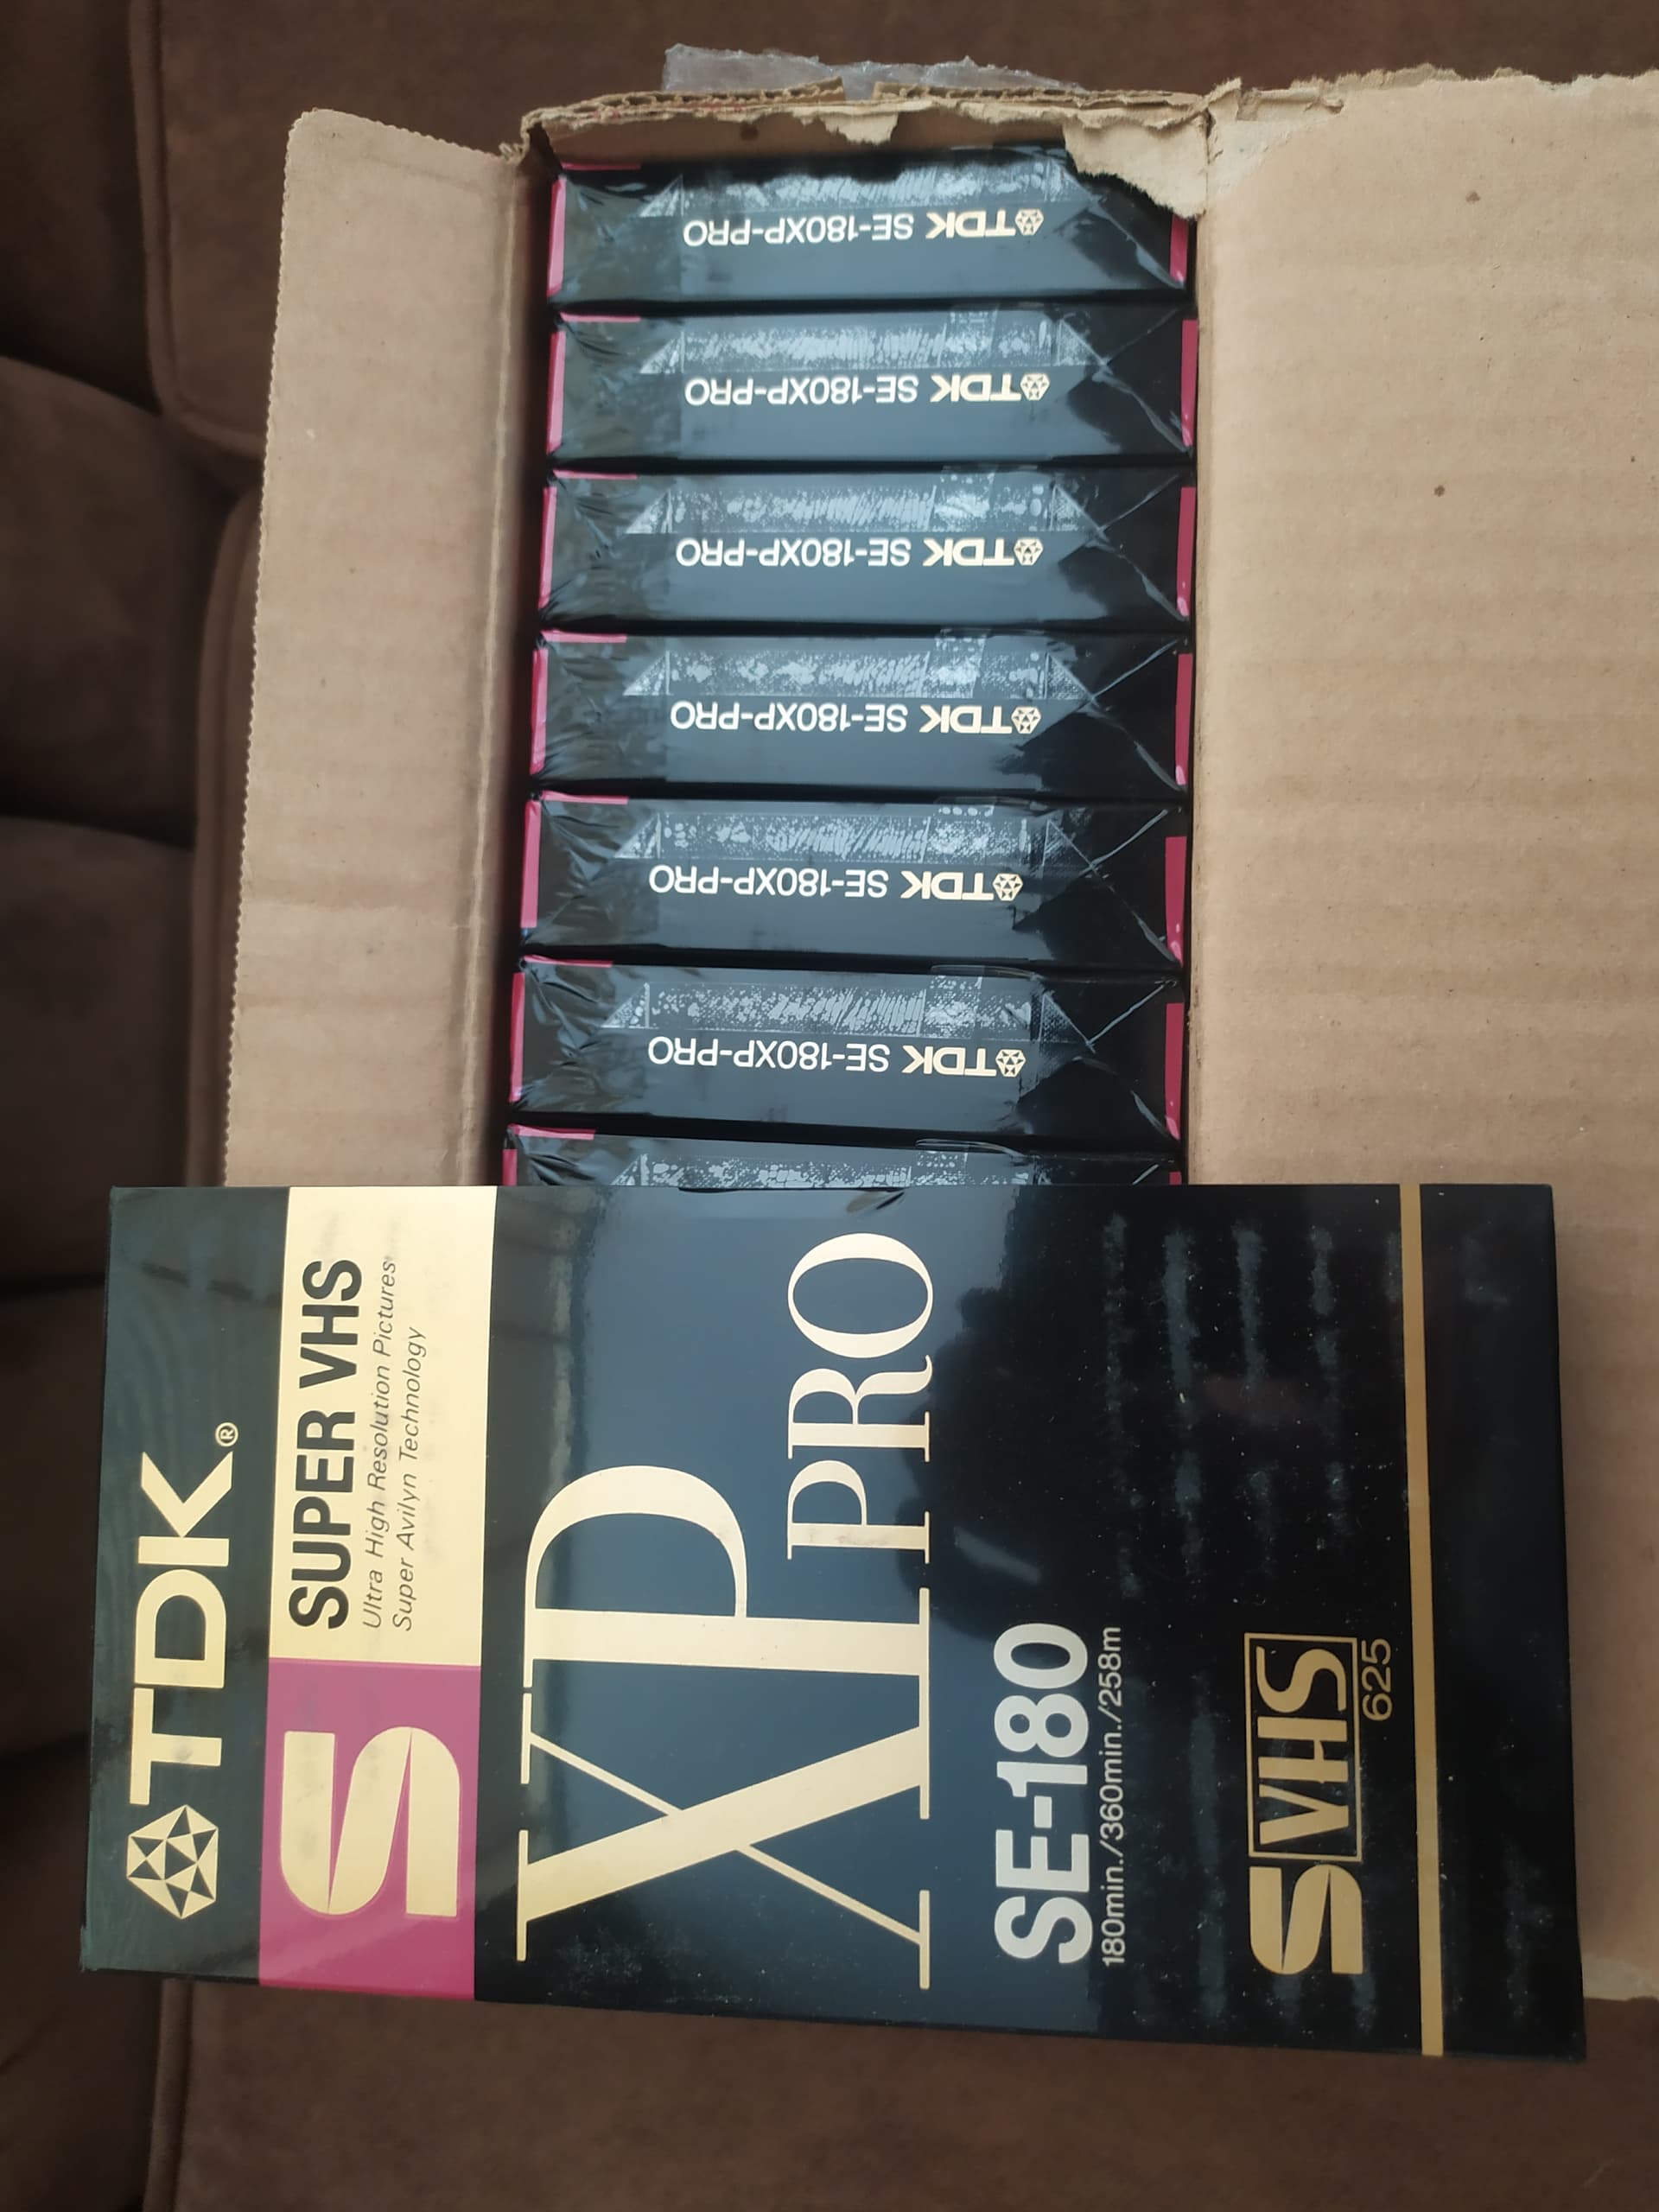 TDK SE-180XP-PRO
TDK SE-180XP-PRO
TDK SE-180XP-PRO
TDK SE-180XP-PRO
TDK SE-180XP-PRO
TDK SE-180XP-PRO
TDK®
S
SUPER VHS
Ultra High Resolution Pictures
Super Avilyn Technology
XP
PRO
SE-180
180min./360min./258m
S VHS
625